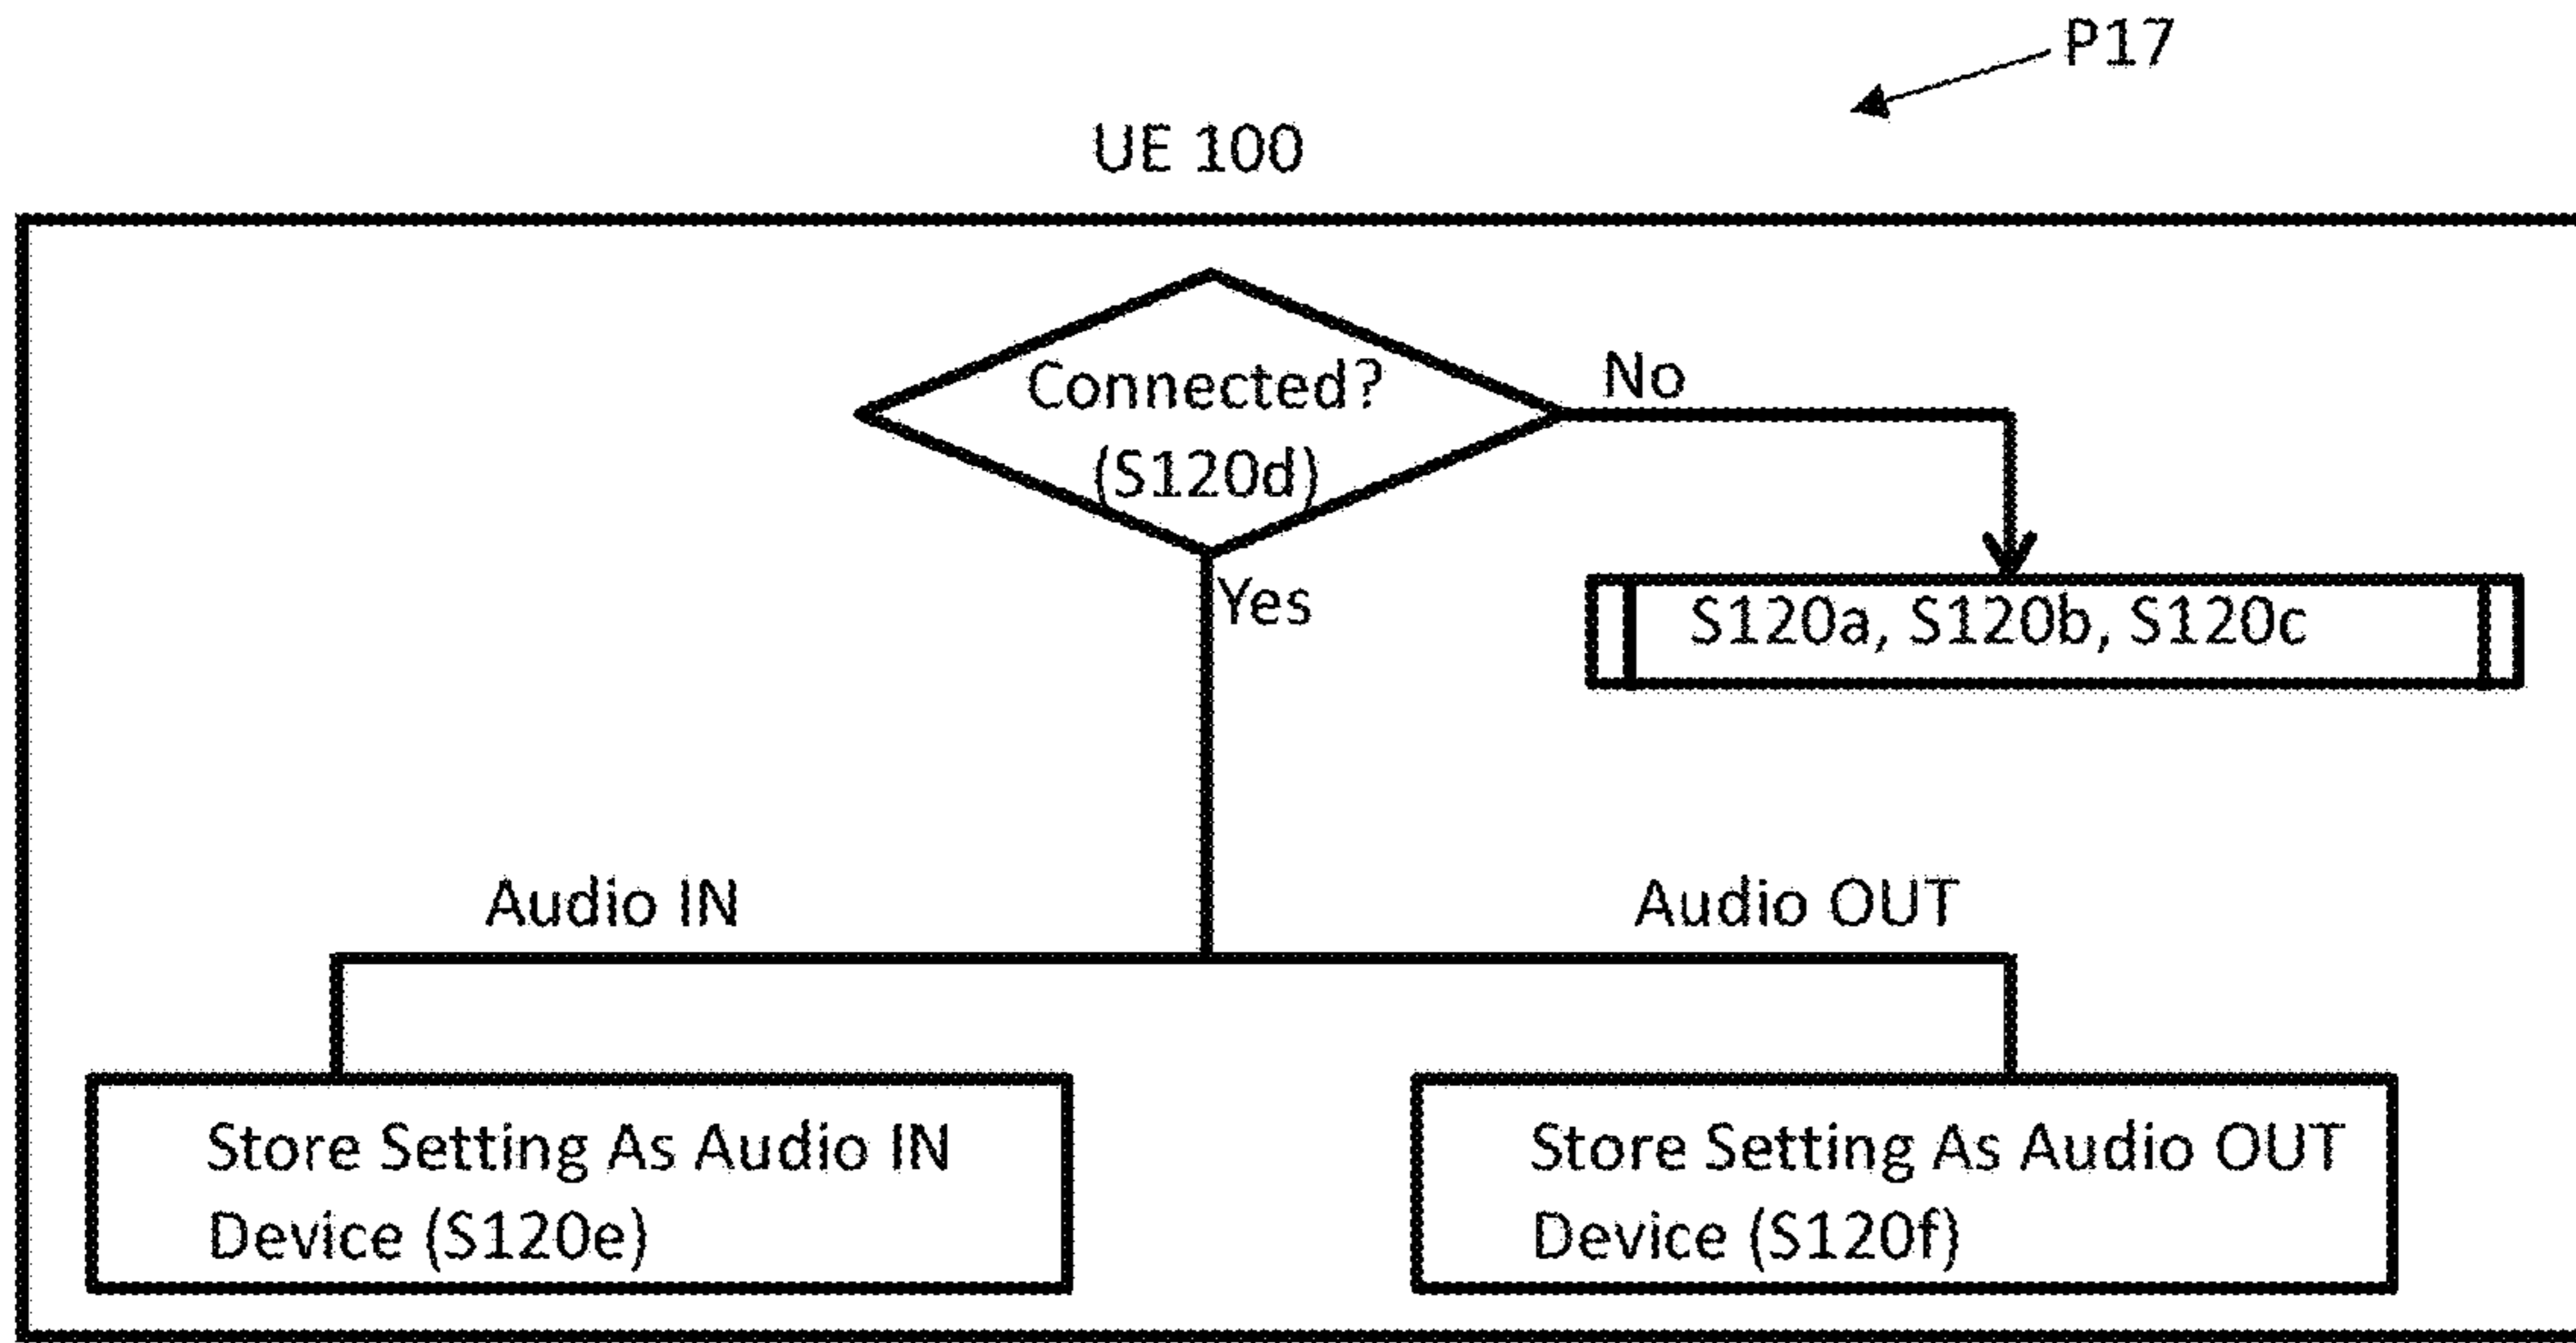 P17
UE 100
Connected?
(S120d)
No
Yes
S120a, S120b, S120c
Audio IN
Audio OUT
Store Setting As Audio IN
Device (S120e)
Store Setting As Audio OUT
Device (S120f)